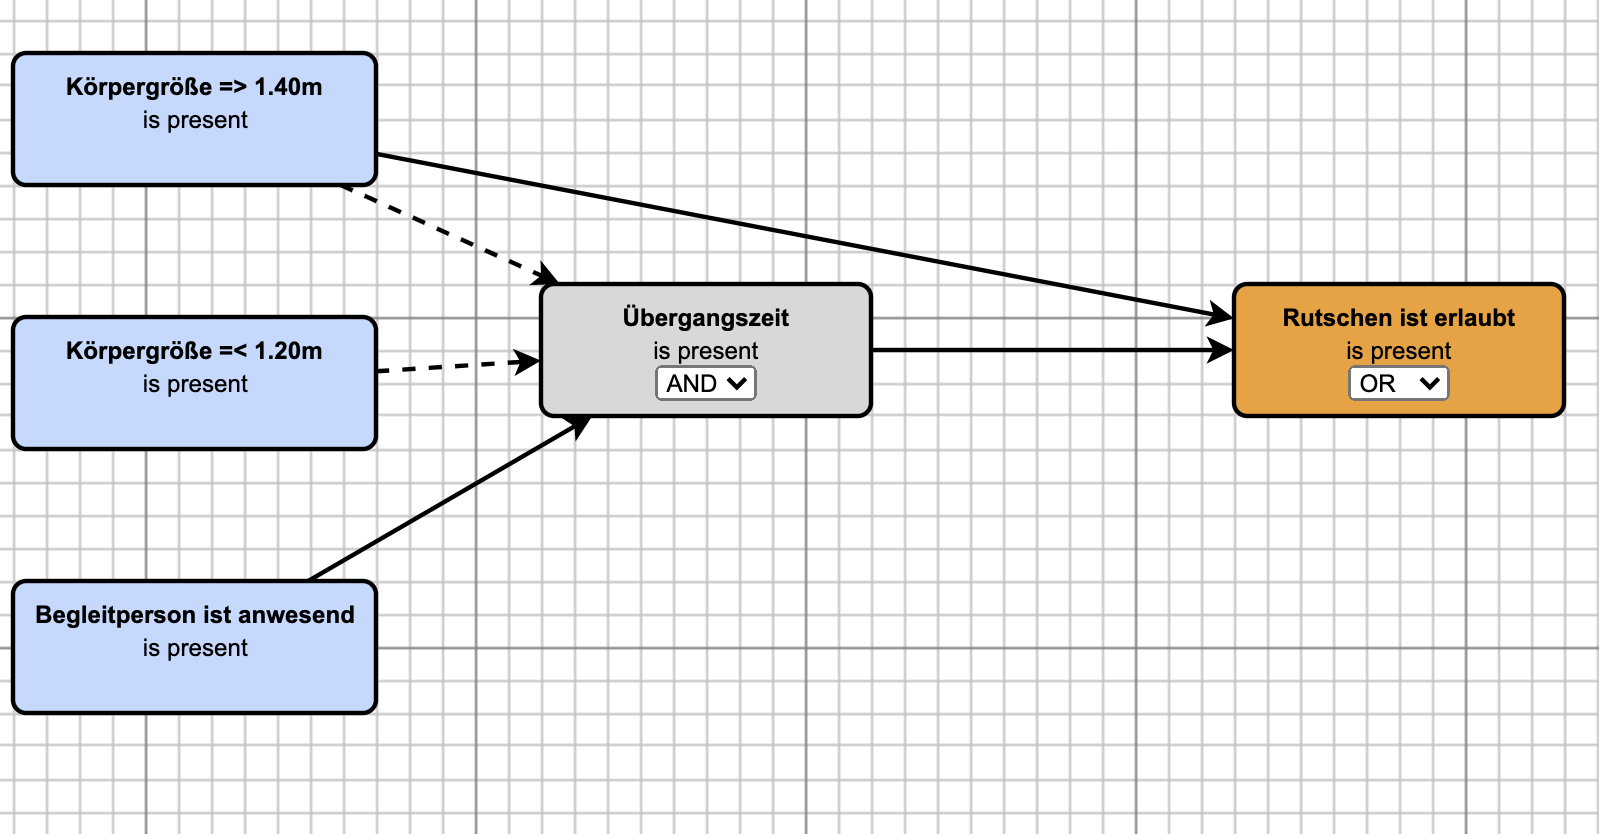 Körpergröße => 1.40m
is present
Körpergröße =< 1.20m
is present
Begleitperson ist anwesend
is present
Übergangszeit
is present
AND
Rutschen ist erlaubt
is present
OR